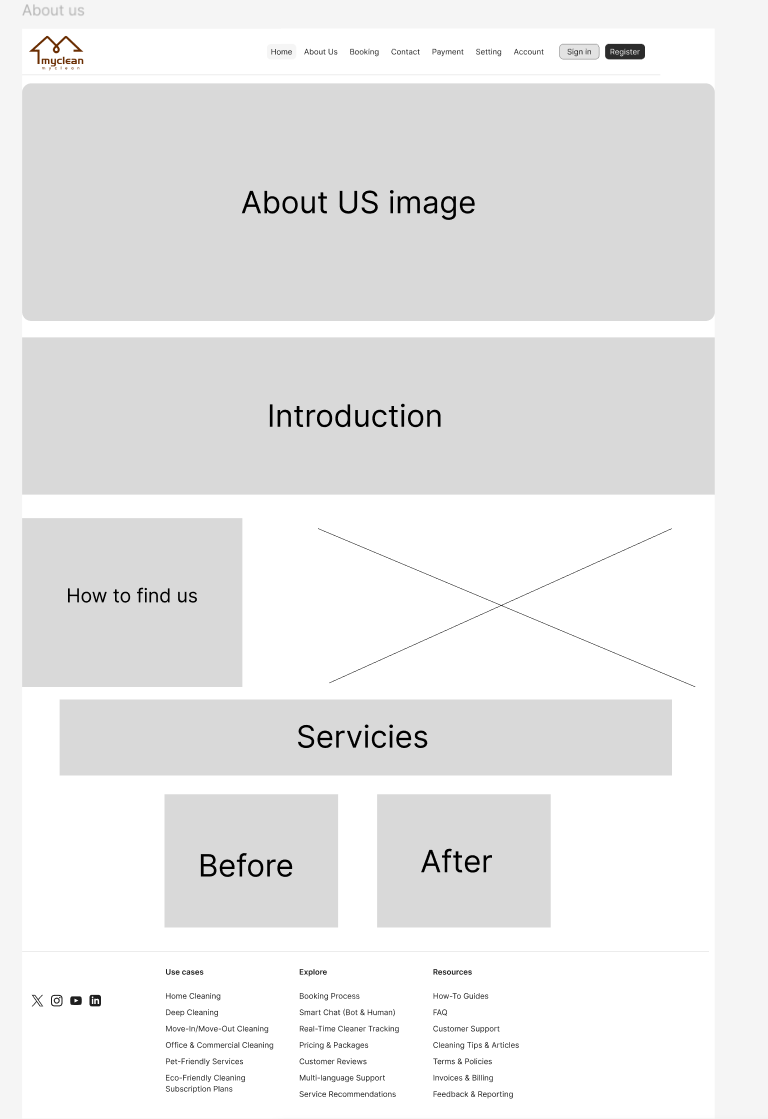 About us
myclean
myclean
Home About Us Booking Contact Payment Setting Account Sign in Register
About US image
Introduction
How to find us
Servicies
Before
After
Use cases
Home Cleaning
Deep Cleaning
Move-In/Move-Out Cleaning
Office & Commercial Cleaning
Pet-Friendly Services
Eco-Friendly Cleaning
Subscription Plans
Explore
Booking Process
Smart Chat (Bot & Human)
Real-Time Cleaner Tracking
Pricing & Packages
Customer Reviews
Multi-language Support
Service Recommendations
Resources
How-To Guides
FAQ
Customer Support
Cleaning Tips & Articles
Terms & Policies
Invoices & Billing
Feedback & Reporting